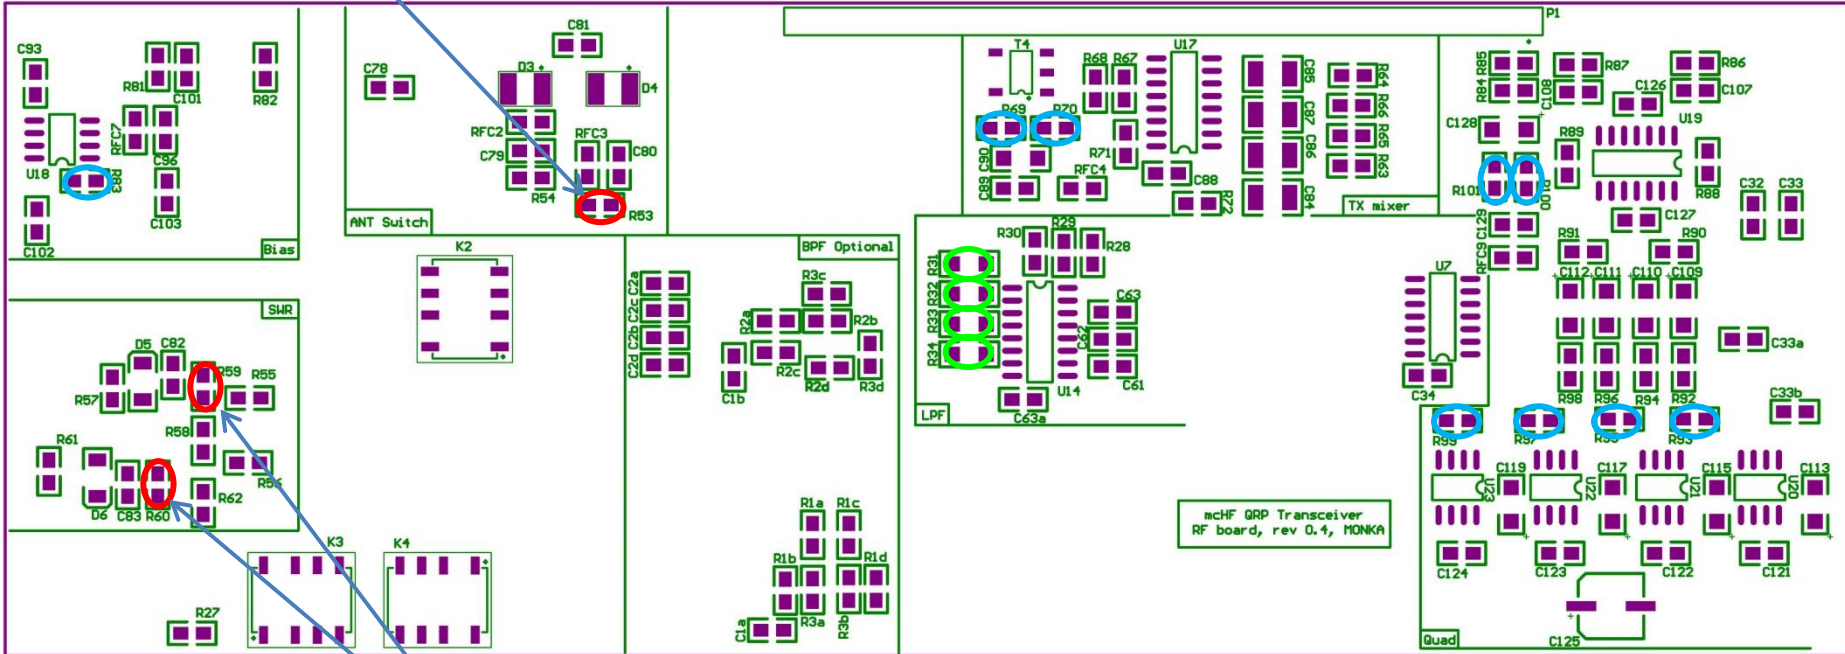 P1
C93
R81
C101
R82
RFC7
C96
U18
R83
C103
C102
Bias
C81
C78
D3
D4
RFC2
RFC3
C79
C80
R54
R53
ANT Switch
K2
BPF Optional
T4
R68
R67
U17
R69
R70
C90
R71
C89
RFC4
C88
R72
C85
C87
C86
C84
R64
R66
R65
R63
TX mixer
R85
R84
C108
R87
R86
C107
C126
U19
C128
R89
R101
R100
R88
C129
C127
C32
C33
RFC9
R91
R90
U7
C112
C111
C110
C109
C33a
C34
R98
R96
R94
R92
C33b
R99
R97
R95
R93
C119
C117
C115
C113
U23
U22
U21
U20
C124
C123
C122
C121
C125
Quad
R30
R29
R28
R31
R32
R33
R34
C63
C62
C61
U14
C63a
LPF
C2a
C2c
C2b
C2d
R3c
R2a
R2b
R2c
R2d
R3d
C1b
R1a
R1c
R1b
R1d
R3a
R3b
C1a
SWR
D5
C82
R59
R55
R57
R58
R61
R56
R62
D6
C83
R60
K3
K4
R27
mcHF QRP Transceiver
RF board, rev 0.4, MONKA